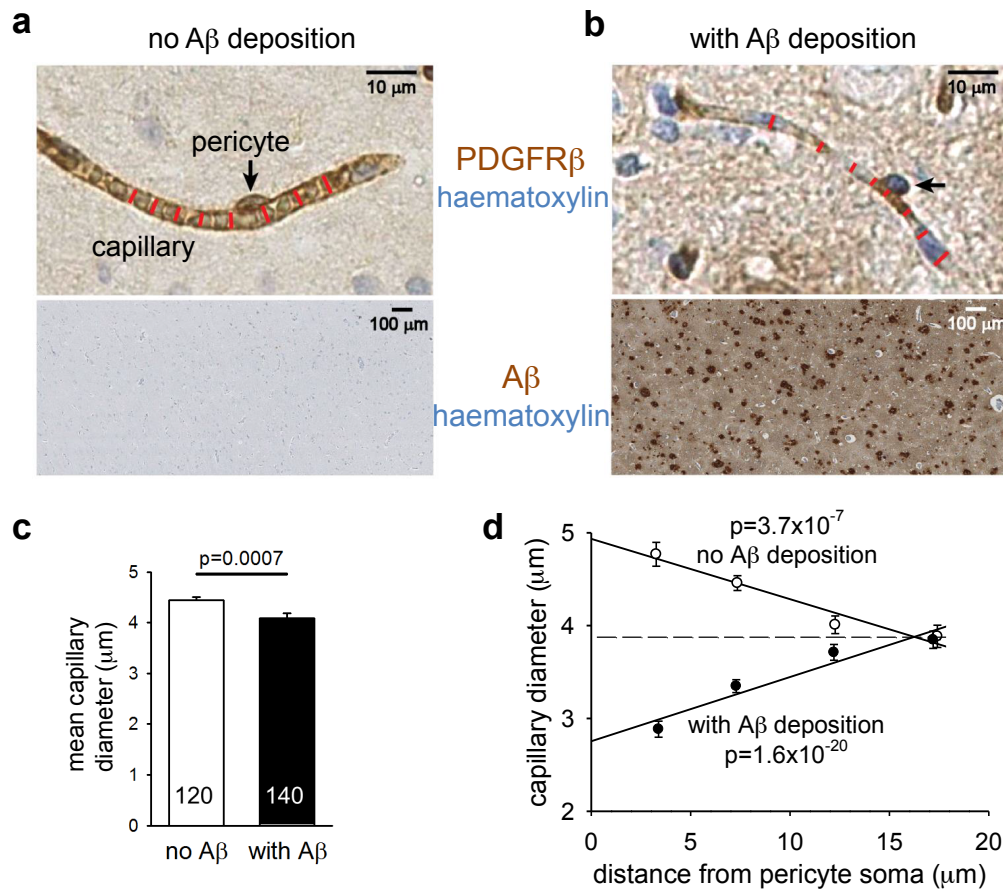 a
no Aβ deposition
10 μm
pericyte
capillary
100 μm
b
with Aβ deposition
10 μm
PDGFRβ
haematoxylin
100 μm
Aβ
haematoxylin
c
p=0.0007
mean capillary
diameter (μm)
5
4
3
2
1
0
120
140
no Aβ
with Aβ
d
capillary diameter (μm)
5
4
3
2
p=3.7x10⁻⁷
no Aβ deposition
with Aβ deposition
p=1.6x10⁻²⁰
0
5
10
15
20
distance from pericyte soma (μm)